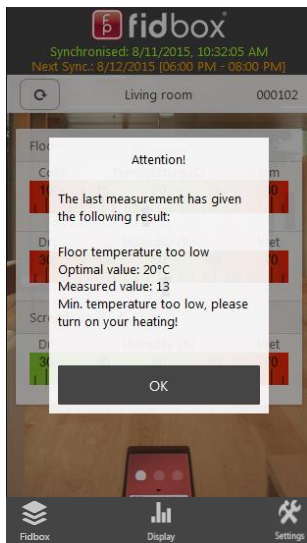 fidbox
Synchronised: 8/11/2015, 10:32:05 AM
Next Sync.: 8/12/2015 [06:00 PM - 08:00 PM]
Living room 000102
Attention!
The last measurement has given
the following result:
Floor temperature too low
Optimal value: 20°C
Measured value: 13
Min. temperature too low, please
turn on your heating!
OK
Fidbox Display Settings